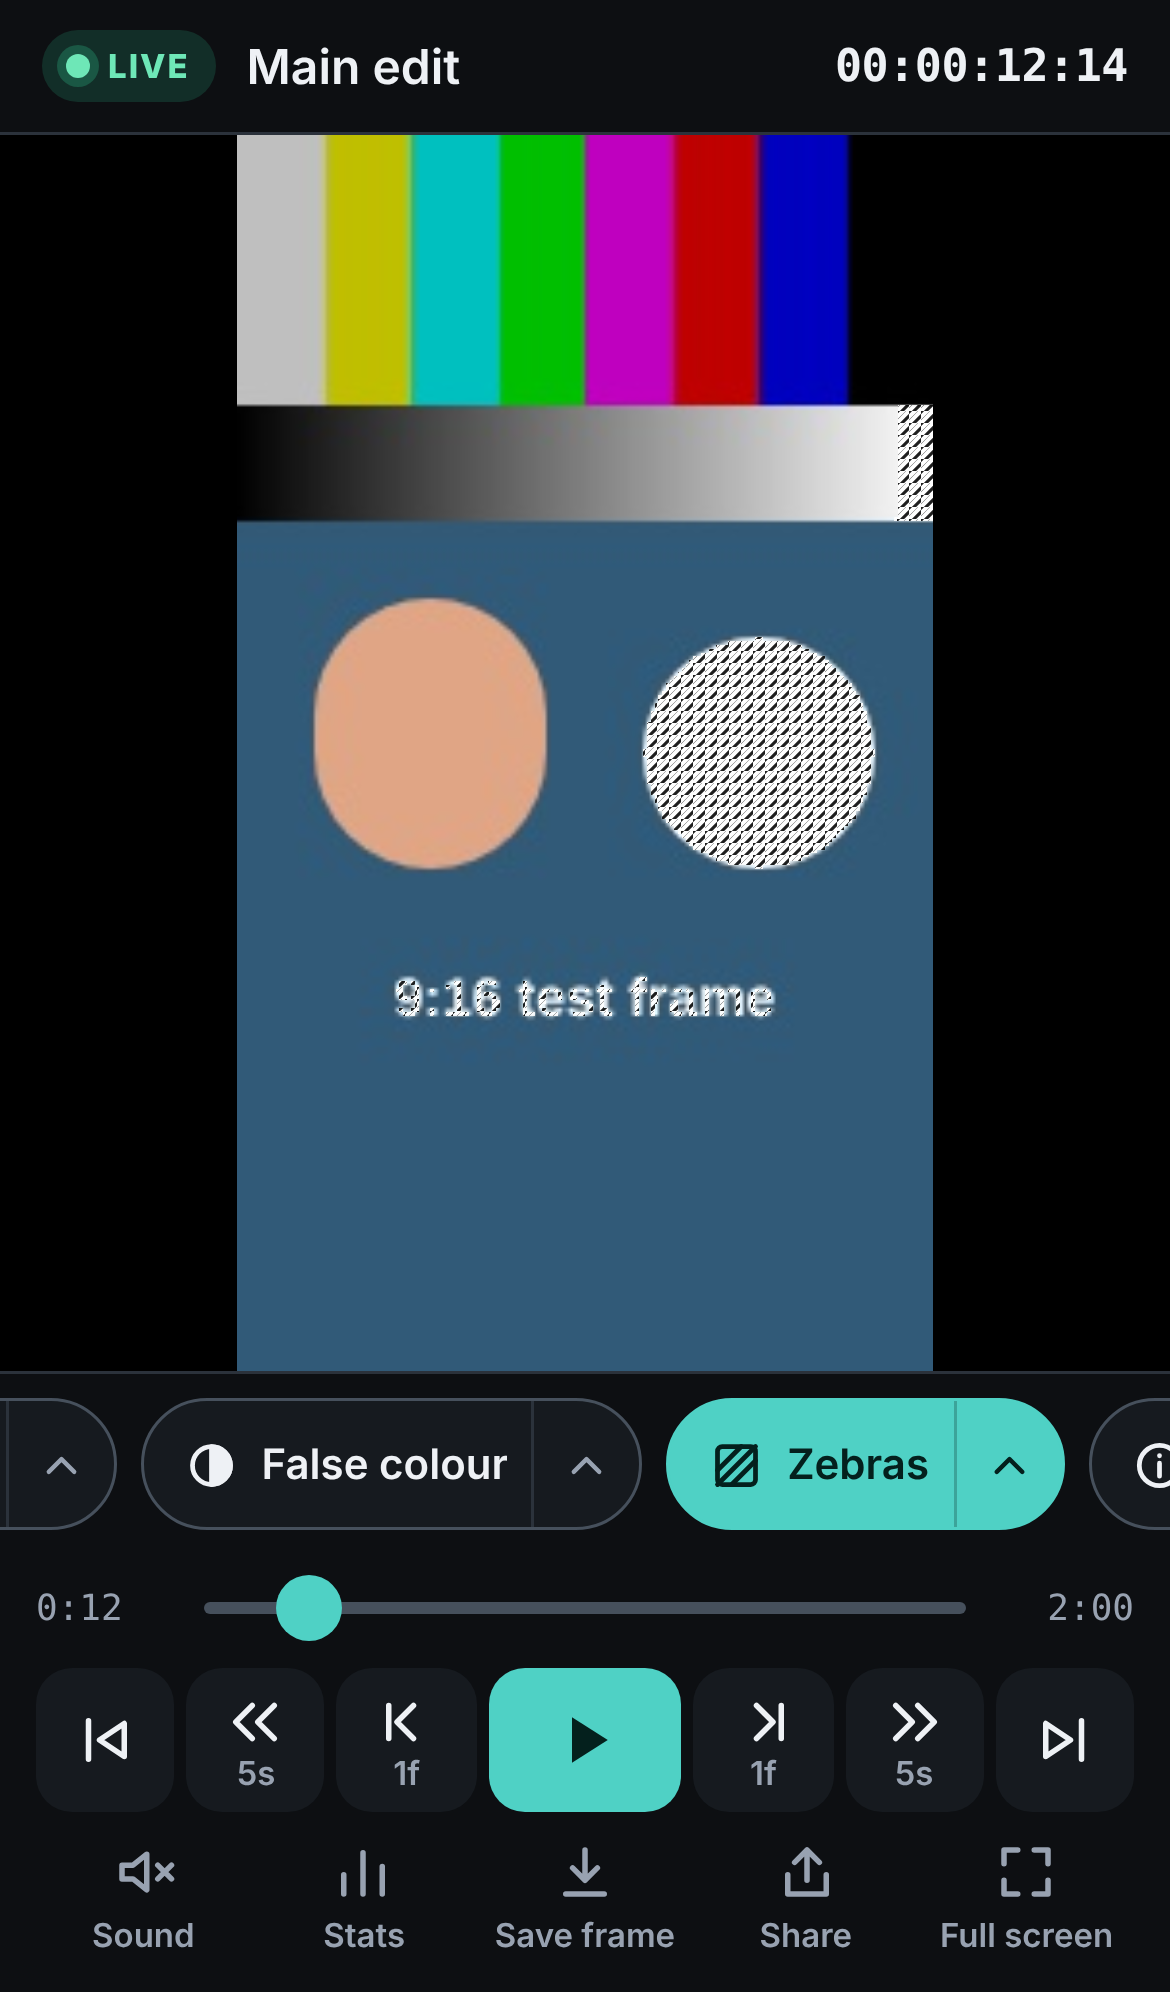 LIVE Main edit 00:00:12:14
9:16 test frame
False colour Zebras
0:12 2:00
5s 1f 1f 5s
Sound Stats Save frame Share Full screen